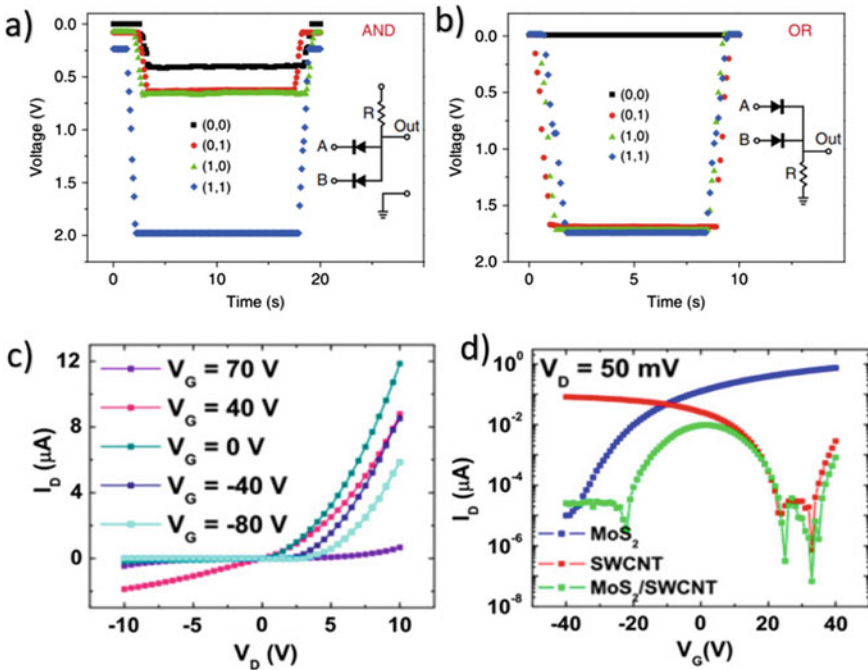 a)
AND
0.0
0.5
1.0
1.5
2.0
Voltage (V)
(0,0)
(0,1)
(1,0)
(1,1)
R
Out
A
B
0
10
20
Time (s)
b)
OR
0.0
0.5
1.0
1.5
2.0
Voltage (V)
(0,0)
(0,1)
(1,0)
(1,1)
A
B
Out
R
0
5
10
Time (s)
c)
12
8
4
0
I_D (μA)
V_G = 70 V
V_G = 40 V
V_G = 0 V
V_G = -40 V
V_G = -80 V
-10
-5
0
5
10
V_D (V)
d)
V_D = 50 mV
10^0
10^-2
10^-4
10^-6
10^-8
I_D (μA)
MoS₂
SWCNT
MoS₂/SWCNT
-40
-20
0
20
40
V_G(V)